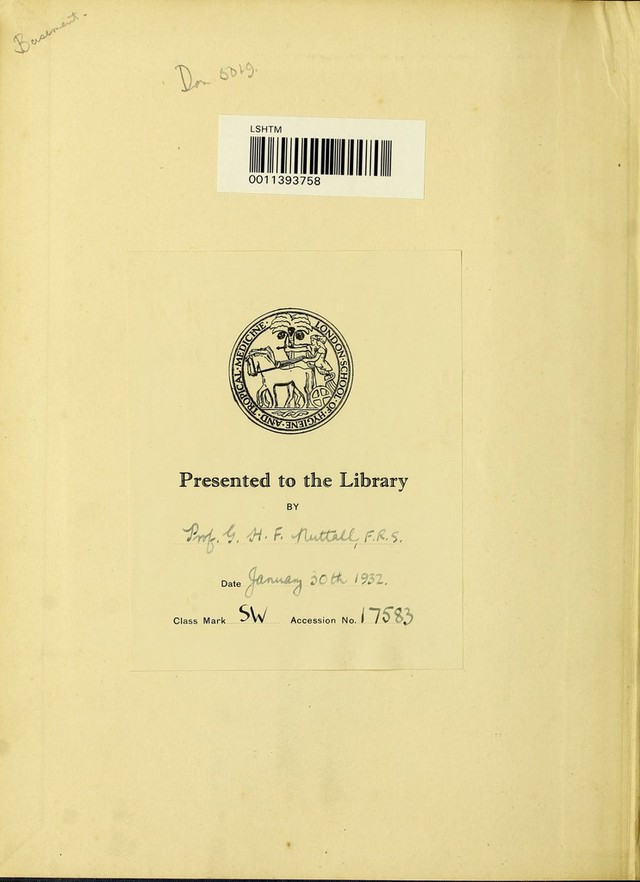 Basement.
Don 5019.
LSHTM
0011393758
LONDON·SCHOOL·OF·HYGIENE·AND·TROPICAL·MEDICINE·
Presented to the Library
BY
Prof. G. H. F. Nuttall, F.R.S.
Date January 30th 1932.
Class Mark SW Accession No. 17583